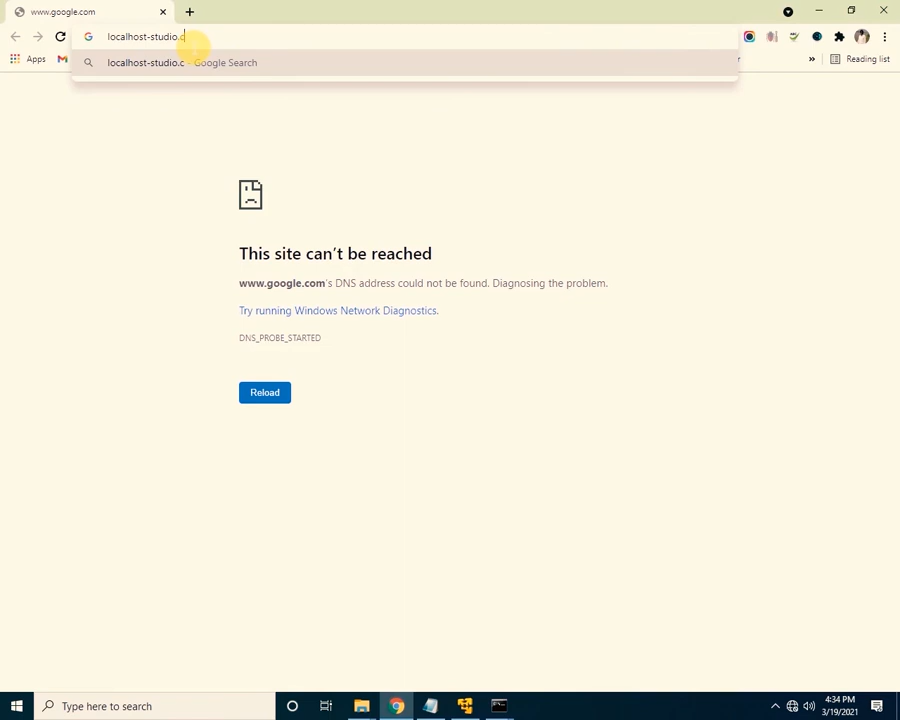 www.google.com
localhost-studio.c
localhost-studio.c - Google Search
Apps
»
Reading list
This site can't be reached
www.google.com's DNS address could not be found. Diagnosing the problem.
Try running Windows Network Diagnostics.
DNS_PROBE_STARTED
Reload
Type here to search
4:34 PM
3/19/2021